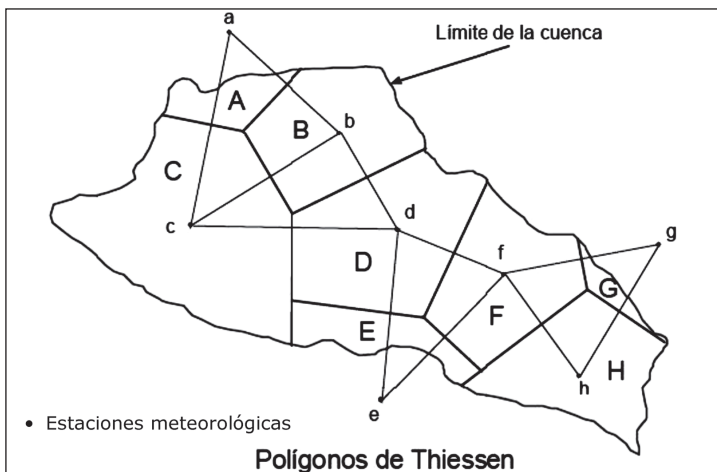 a
Límite de la cuenca
A
B
b
C
c
d
g
f
D
G
F
E
H
h
e
• Estaciones meteorológicas
Polígonos de Thiessen